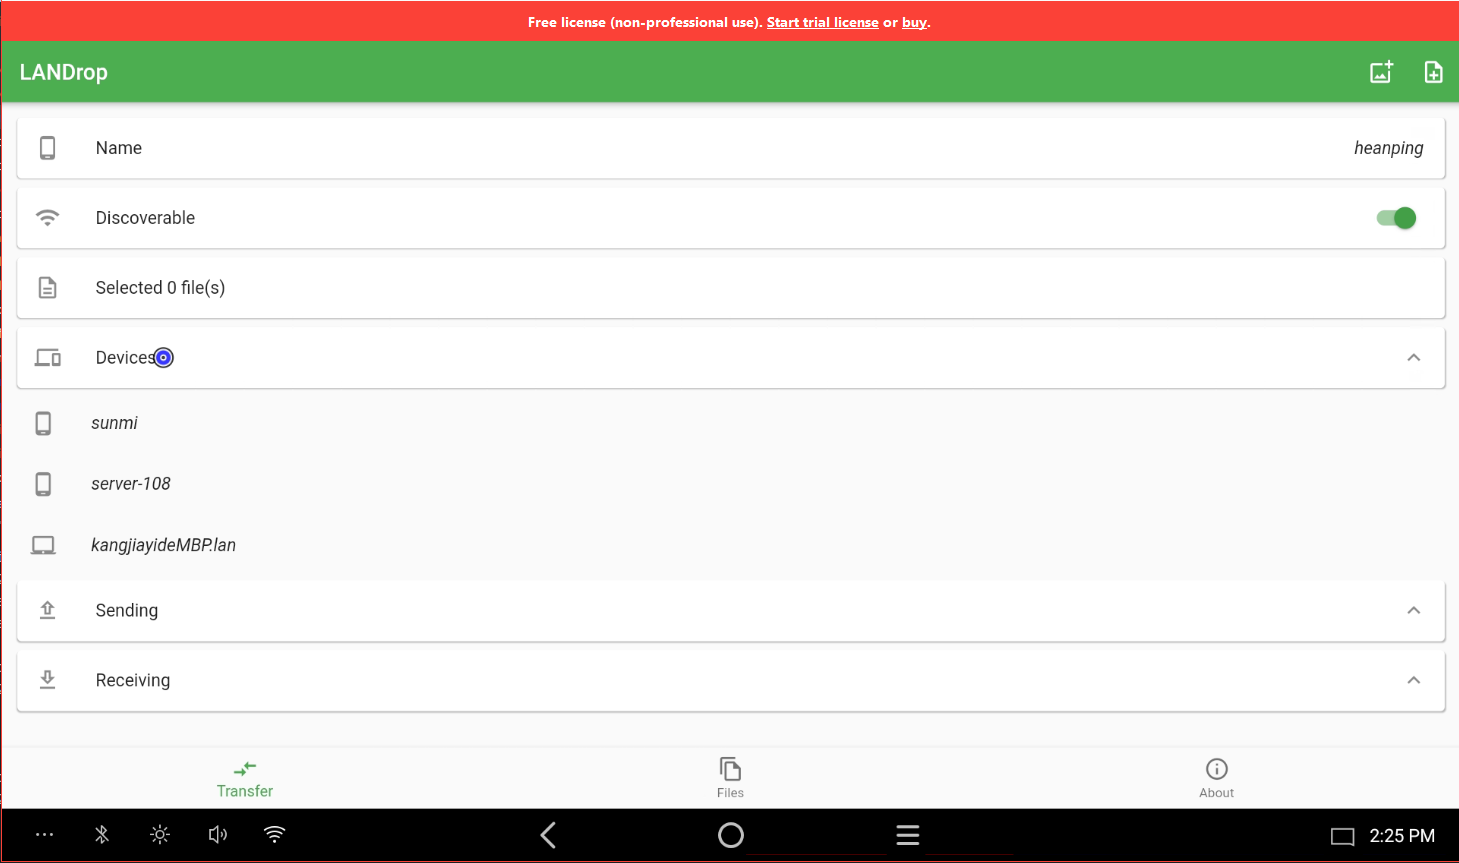 Free license (non-professional use). Start trial license or buy.
LANDrop
Name heanping
Discoverable
Selected 0 file(s)
Devices
sunmi
server-108
kangjiayideMBP.lan
Sending
Receiving
Transfer Files About
2:25 PM